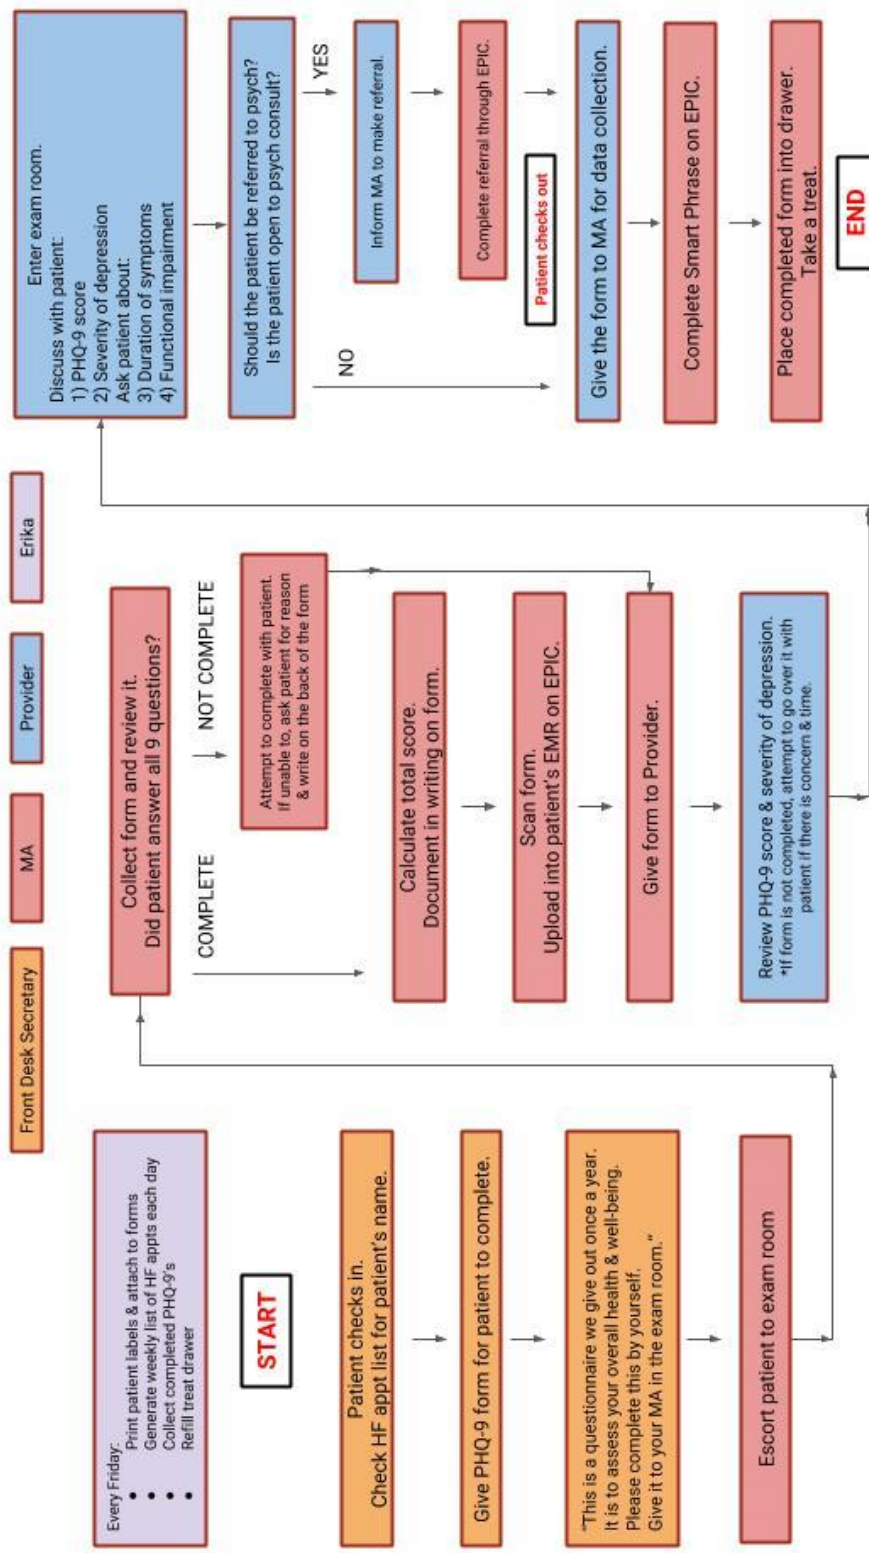 Front Desk Secretary
MA
Provider
Erika
Every Friday:
● Print patient labels & attach to forms
● Generate weekly list of HF appts each day
● Collect completed PHQ-9's
● Refill treat drawer
START
Patient checks in.
Check HF appt list for patient's name.
Give PHQ-9 form for patient to complete.
"This is a questionnaire we give out once a year.
It is to assess your overall health & well-being.
Please complete this by yourself.
Give it to your MA in the exam room."
Escort patient to exam room
Collect form and review it.
Did patient answer all 9 questions?
COMPLETE
NOT COMPLETE
Attempt to complete with patient.
If unable to, ask patient for reason
& write on the back of the form
Calculate total score.
Document in writing on form.
Scan form.
Upload into patient's EMR on EPIC.
Give form to Provider.
Review PHQ-9 score & severity of depression.
*If form is not completed, attempt to go over it with
patient if there is concern & time.
Enter exam room.
Discuss with patient:
1) PHQ-9 score
2) Severity of depression
Ask patient about:
3) Duration of symptoms
4) Functional impairment
Should the patient be referred to psych?
Is the patient open to psych consult?
NO
YES
Inform MA to make referral.
Complete referral through EPIC.
Patient checks out
Give the form to MA for data collection.
Complete Smart Phrase on EPIC.
Place completed form into drawer.
Take a treat.
END